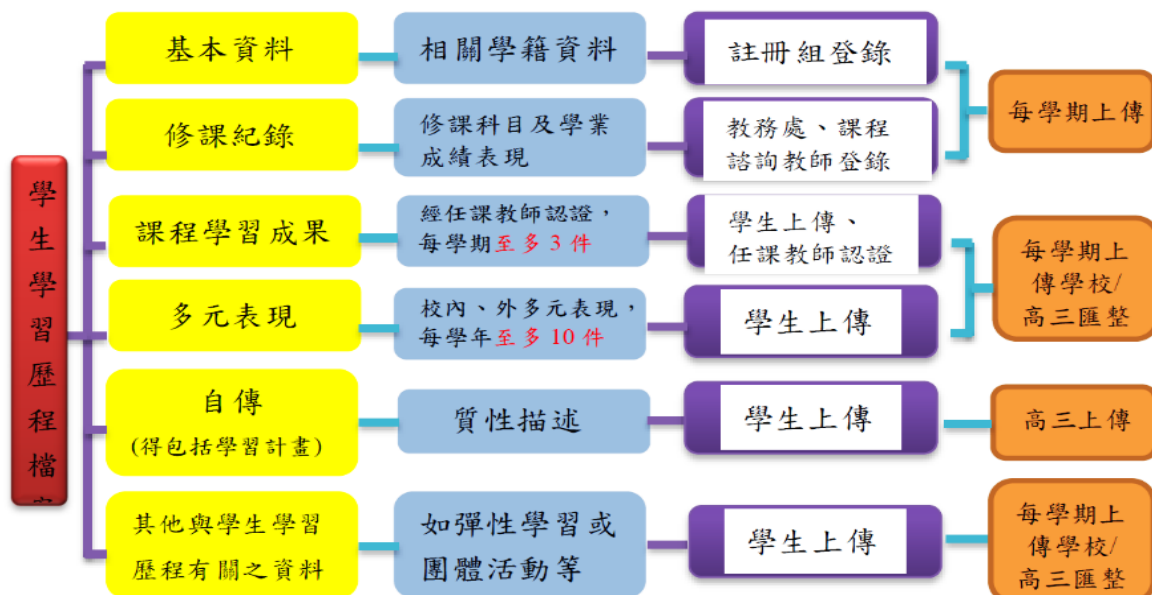 學生學習歷程檔
基本資料
相關學籍資料
註冊組登錄
修課紀錄
修課科目及學業
成績表現
教務處、課程
諮詢教師登錄
每學期上傳
課程學習成果
經任課教師認證，
每學期至多 3 件
學生上傳、
任課教師認證
多元表現
校內、外多元表現，
每學年至多 10 件
學生上傳
每學期上
傳學校/
高三匯整
自傳
(得包括學習計畫)
質性描述
學生上傳
高三上傳
其他與學生學習
歷程有關之資料
如彈性學習或
團體活動等
學生上傳
每學期上
傳學校/
高三匯整